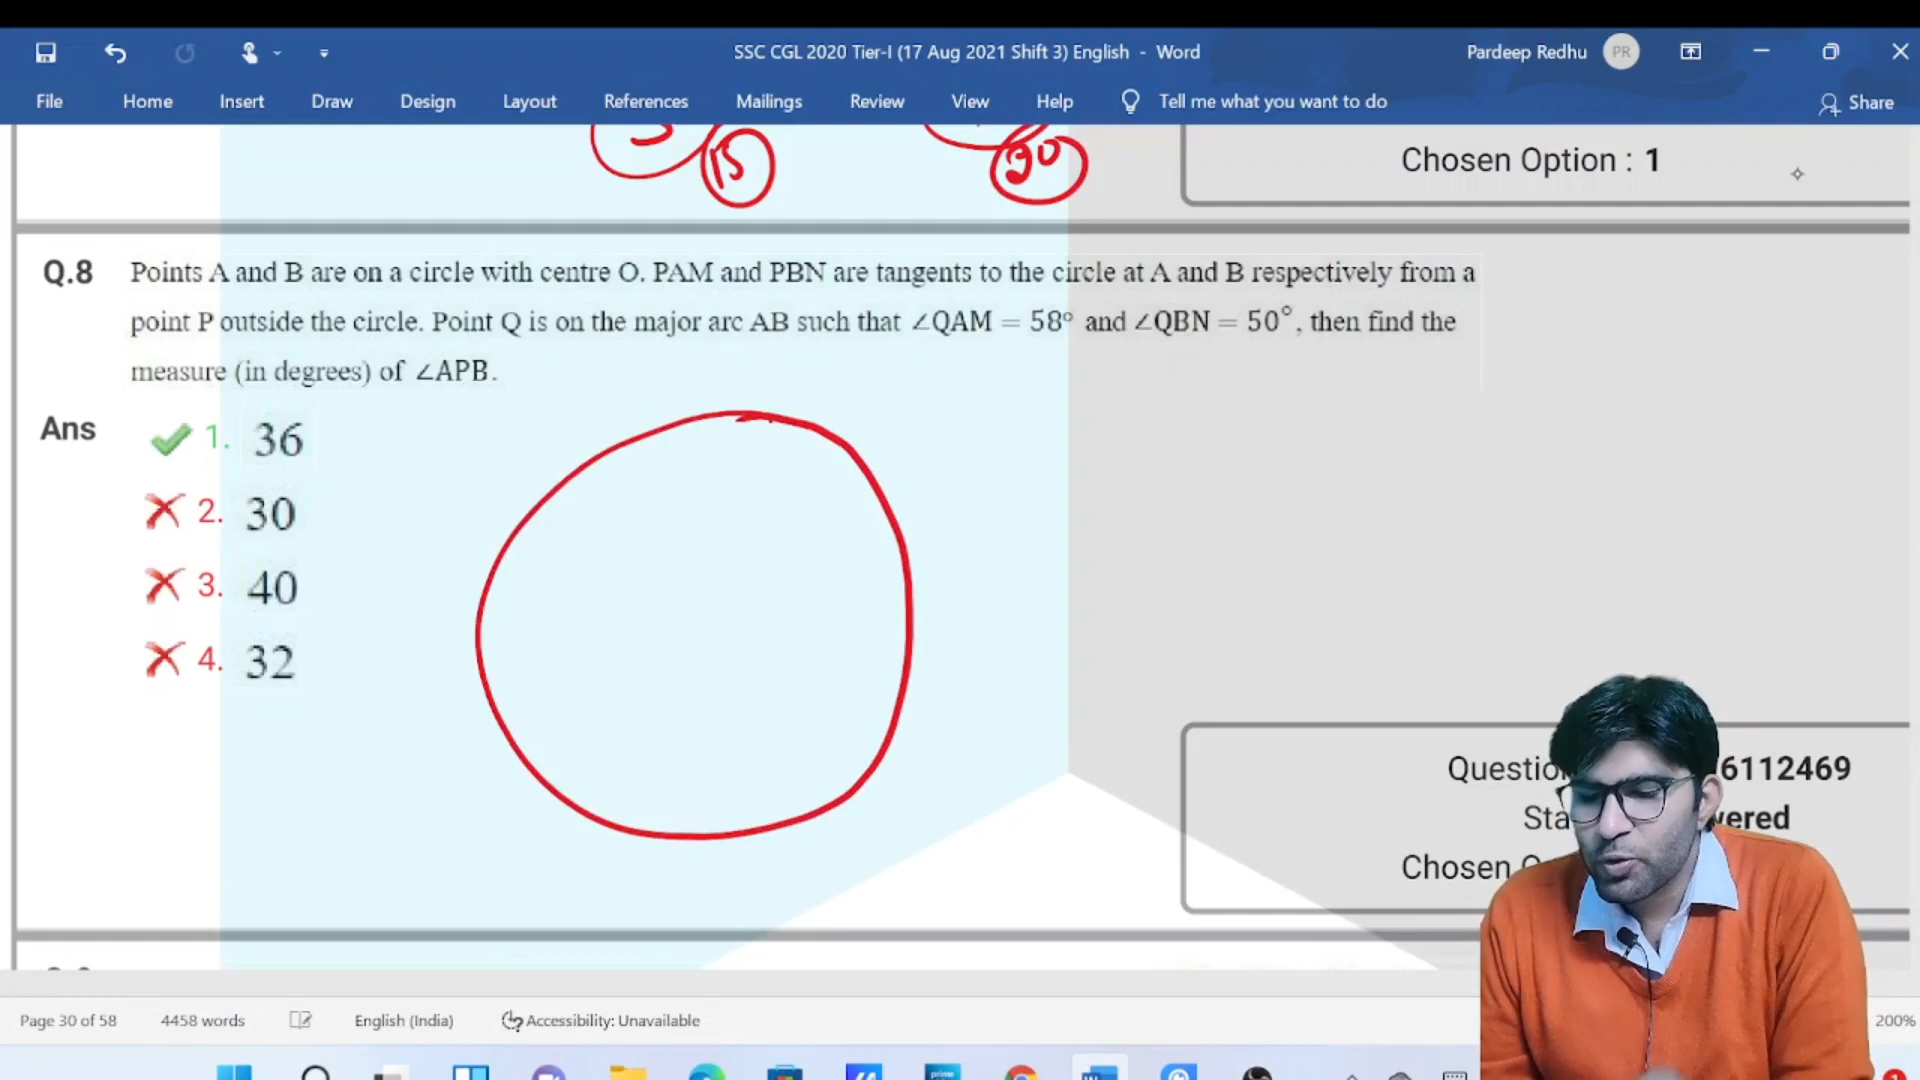 SSC CGL 2020 Tier-I (17 Aug 2021 Shift 3) English - Word
Pardeep Redhu PR
File Home Insert Draw Design Layout References Mailings Review View Help Tell me what you want to do Share
15
30
Chosen Option : 1
Q.8 Points A and B are on a circle with centre O. PAM and PBN are tangents to the circle at A and B respectively from a
point P outside the circle. Point Q is on the major arc AB such that ∠QAM = 58° and ∠QBN = 50°, then find the
measure (in degrees) of ∠APB.
Ans 1. 36
2. 30
3. 40
4. 32
6112469
Chosen
Page 30 of 58 4458 words English (India) Accessibility: Unavailable 200%
prime